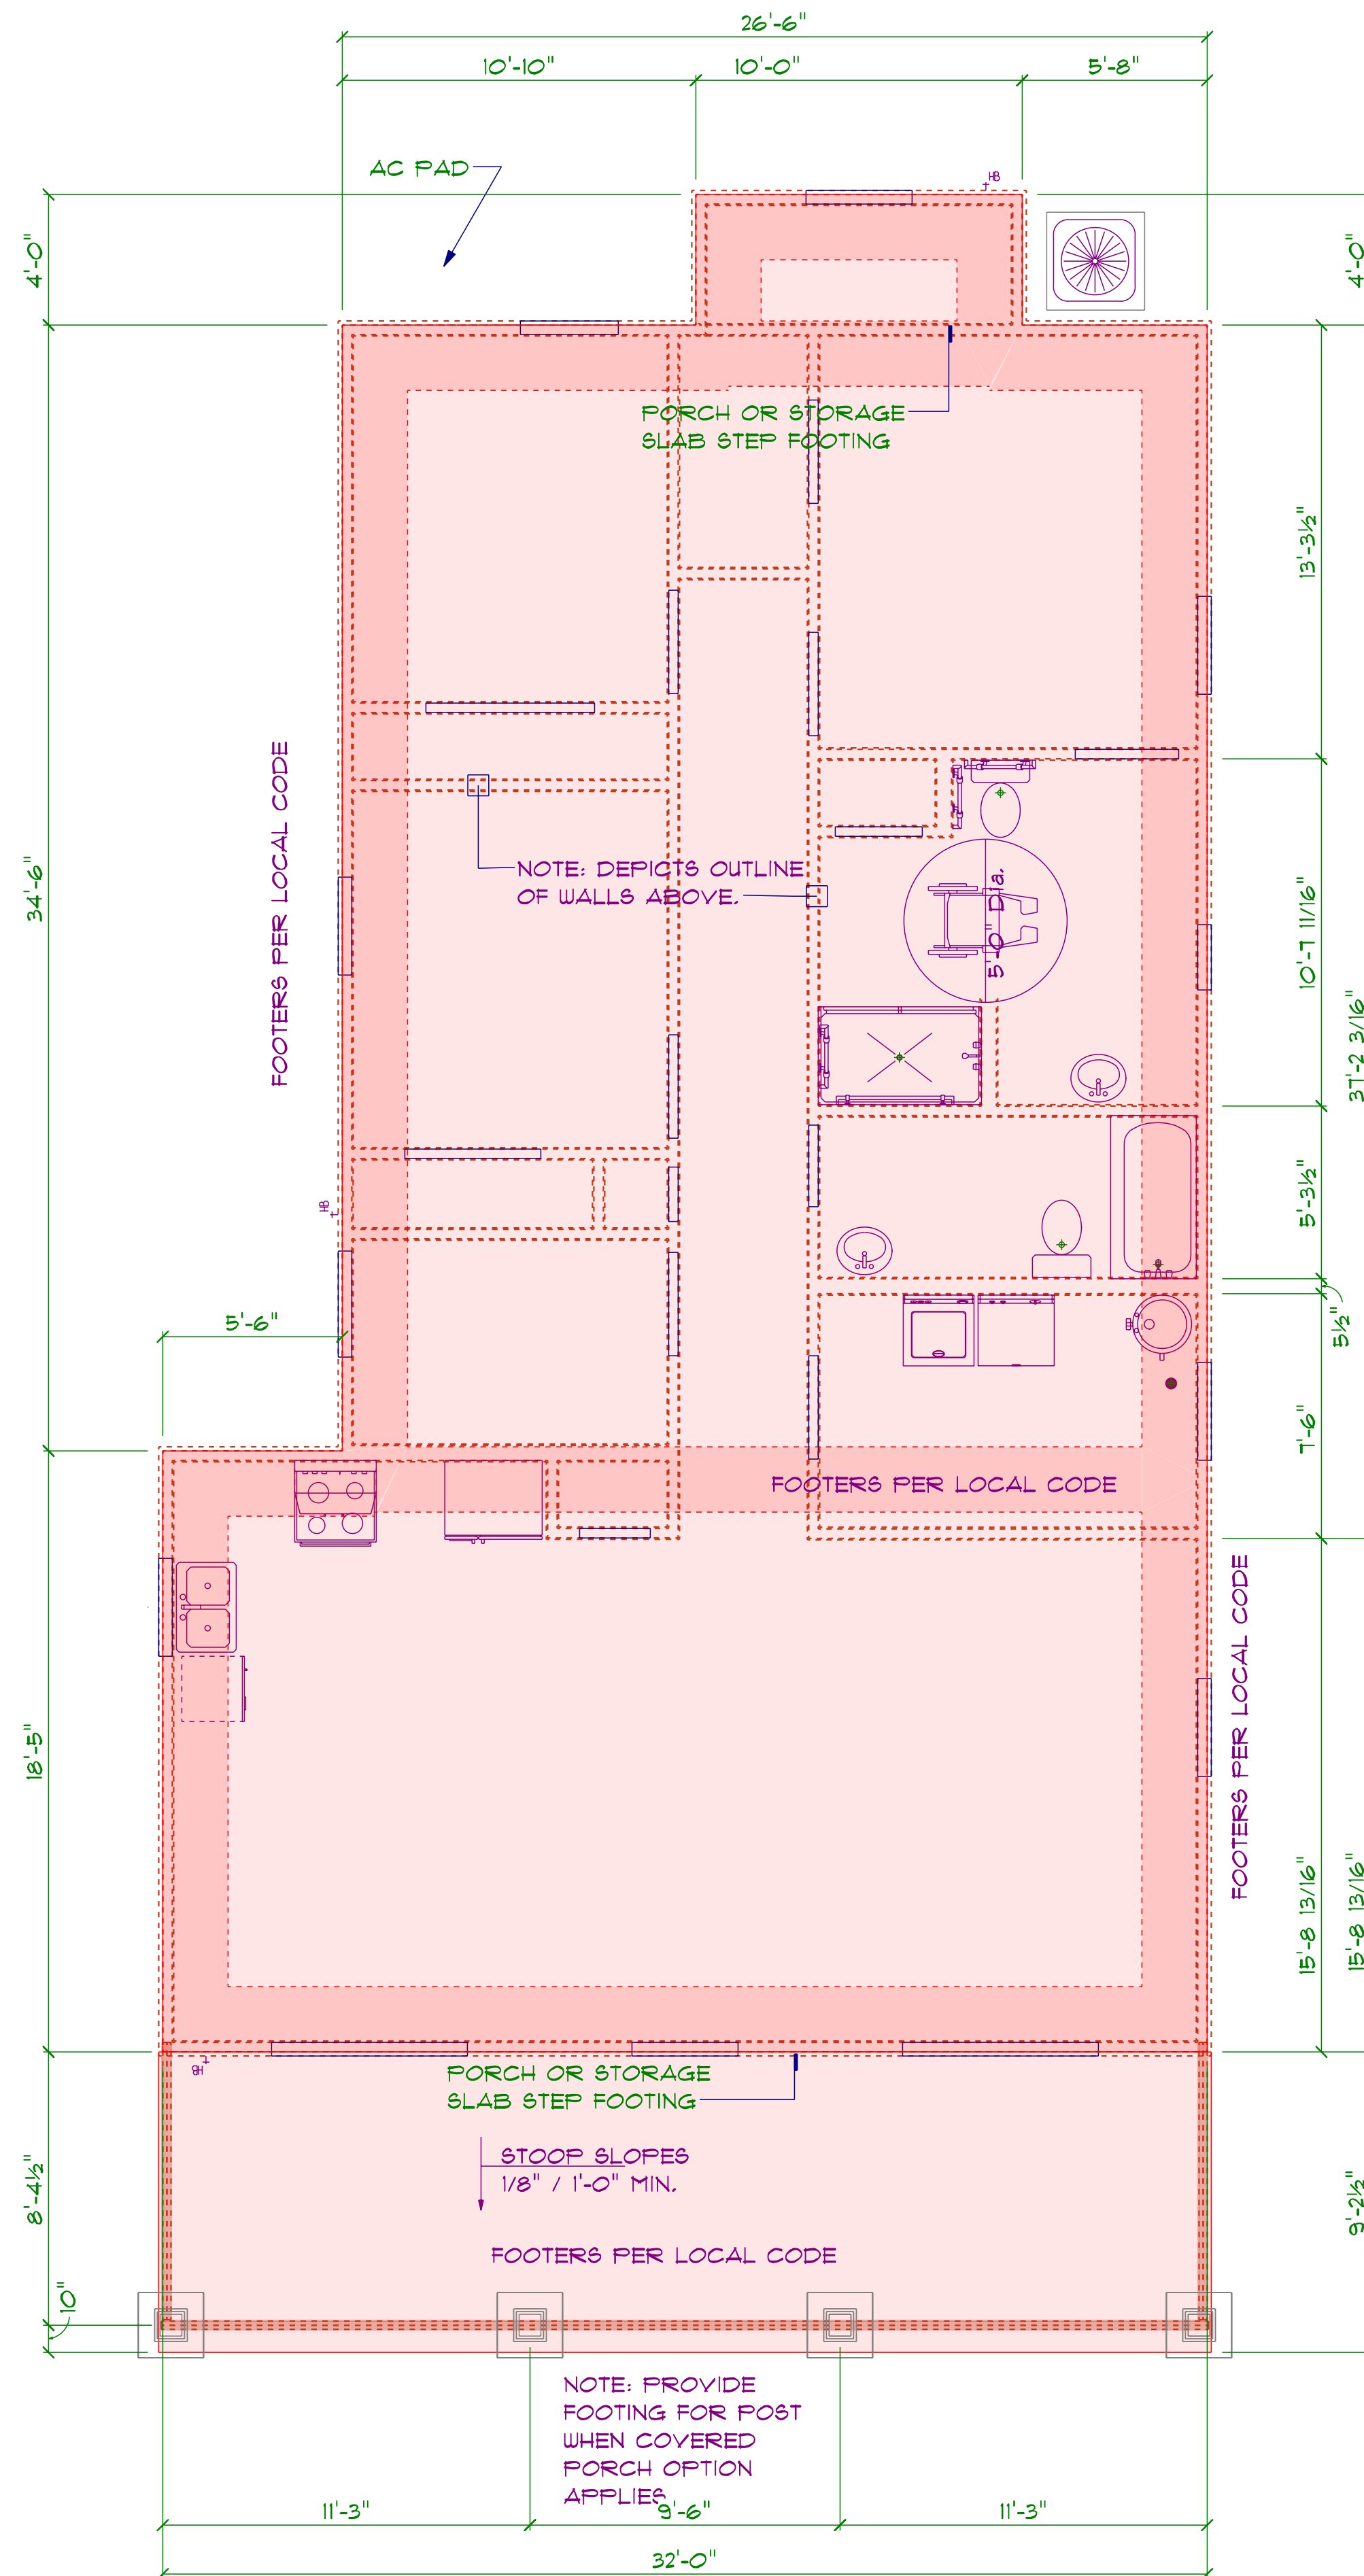 26'-6"
10'-10"
10'-0"
5'-8"
AC PAD
HB
4'-0"
4'-0"
PORCH OR STORAGE
SLAB STEP FOOTING
13'-3½"
FOOTERS PER LOCAL CODE
34'-6"
NOTE: DEPICTS OUTLINE
OF WALLS ABOVE.
5'-0" Dia.
10'-7 11/16"
37'-2 3/16"
HB
5'-3½"
5'-6"
5½"
7'-6"
FOOTERS PER LOCAL CODE
FOOTERS PER LOCAL CODE
18'-5"
15'-8 13/16"
15'-8 13/16"
HB
PORCH OR STORAGE
SLAB STEP FOOTING
STOOP SLOPES
1/8" / 1'-0" MIN.
8'-4½"
9'-2½"
FOOTERS PER LOCAL CODE
10"
NOTE: PROVIDE
FOOTING FOR POST
WHEN COVERED
PORCH OPTION
APPLIES
11'-3"
9'-6"
11'-3"
32'-0"